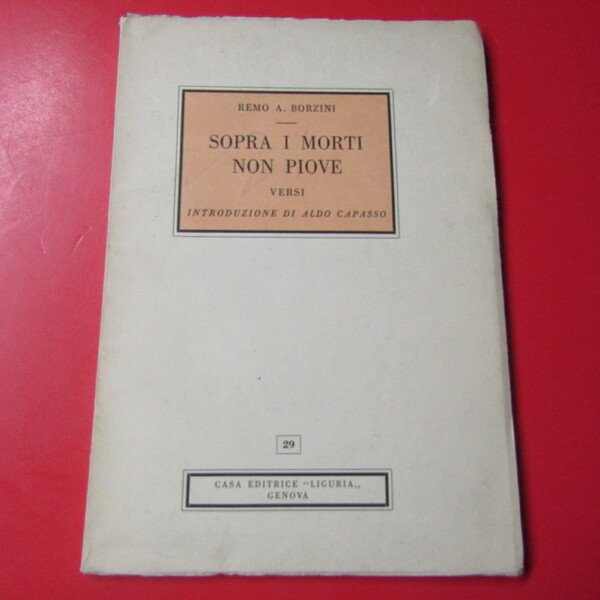 REMO A. BORZINI
SOPRA I MORTI
NON PIOVE
VERSI
INTRODUZIONE DI ALDO CAPASSO
29
CASA EDITRICE "LIGURIA„
GENOVA